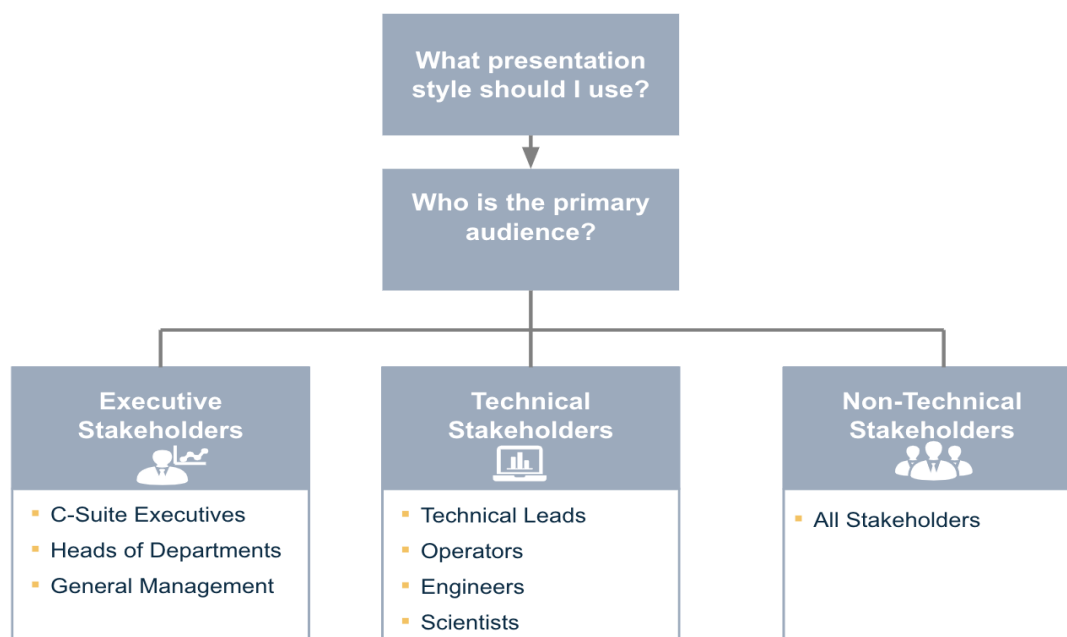 What presentation
style should I use?
Who is the primary
audience?
Executive
Stakeholders
C-Suite Executives
Heads of Departments
General Management
Technical
Stakeholders
Technical Leads
Operators
Engineers
Scientists
Non-Technical
Stakeholders
All Stakeholders